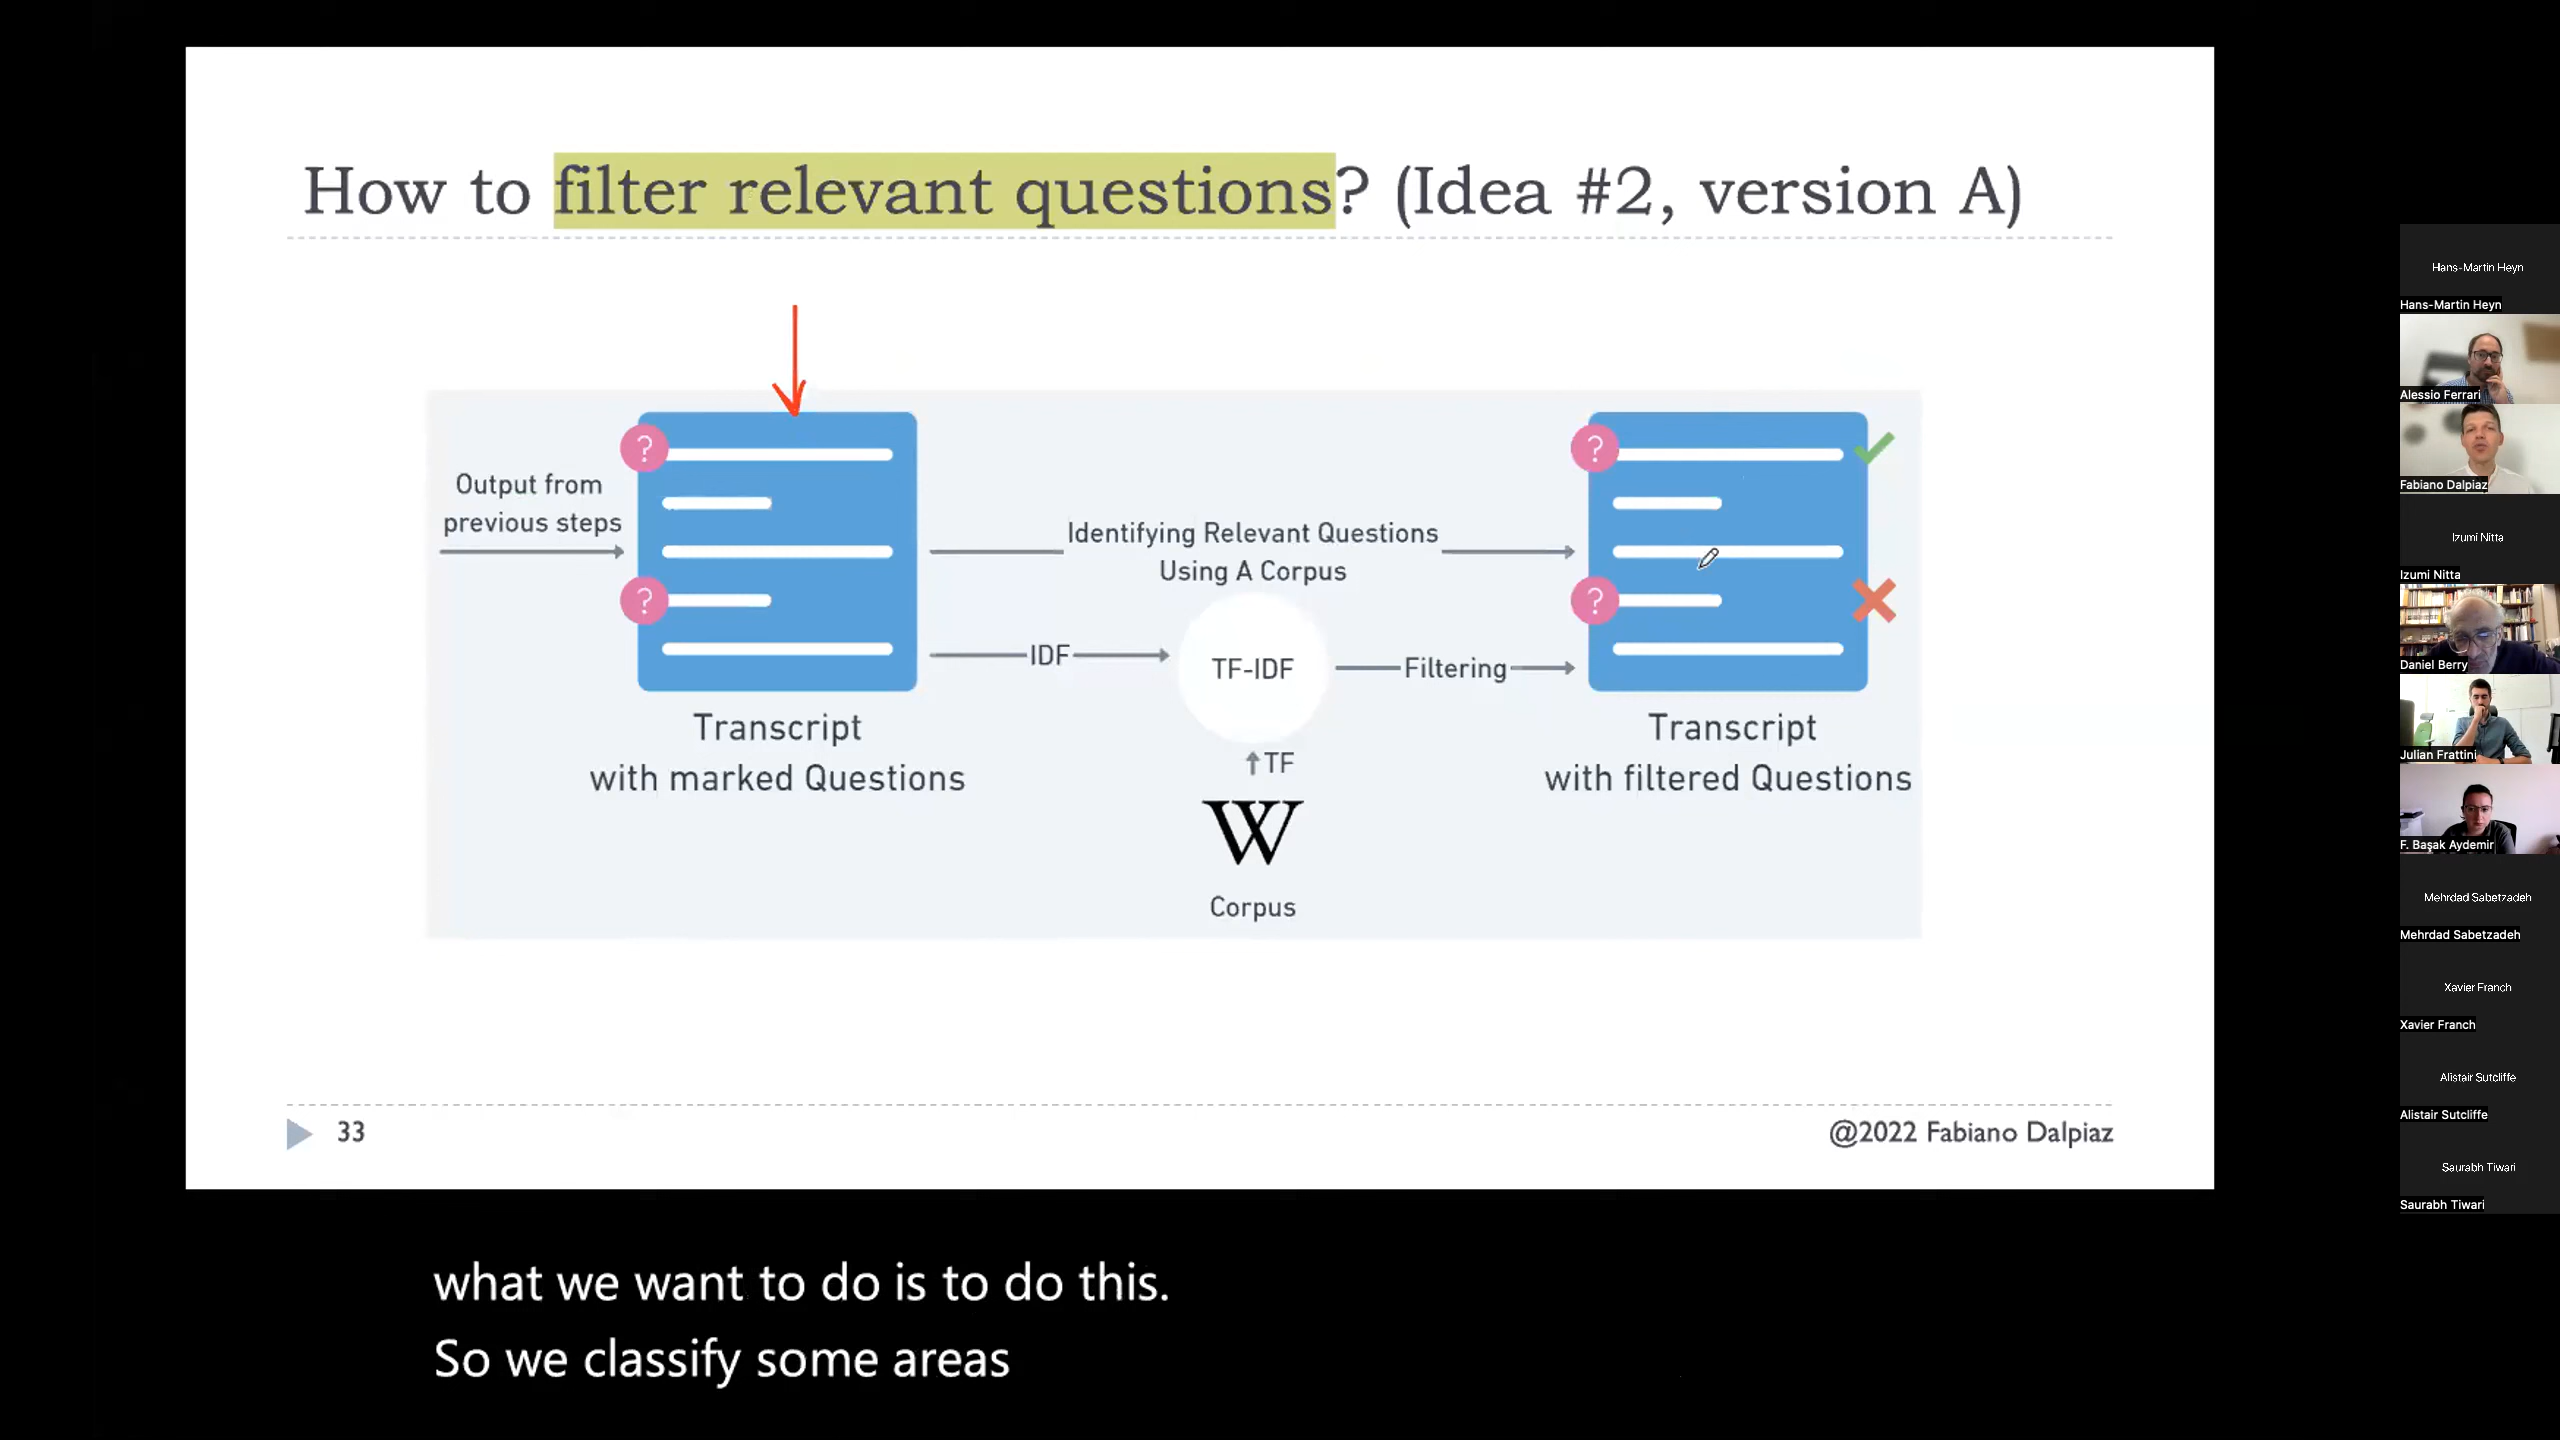 How to filter relevant questions? (Idea #2, version A)
Output from
previous steps
?
?
Transcript
with marked Questions
Identifying Relevant Questions
Using A Corpus
IDF
TF-IDF
Filtering
TF
W
Corpus
?
?
Transcript
with filtered Questions
33
@2022 Fabiano Dalpiaz
what we want to do is to do this.
So we classify some areas
Hans-Martin Heyn
Hans-Martin Heyn
Alessio Ferrari
Fabiano Dalpiaz
Izumi Nitta
Izumi Nitta
Daniel Berry
Julian Frattini
F. Başak Aydemir
Mehrdad Sabetzadeh
Mehrdad Sabetzadeh
Xavier Franch
Xavier Franch
Alistair Sutcliffe
Alistair Sutcliffe
Saurabh Tiwari
Saurabh Tiwari